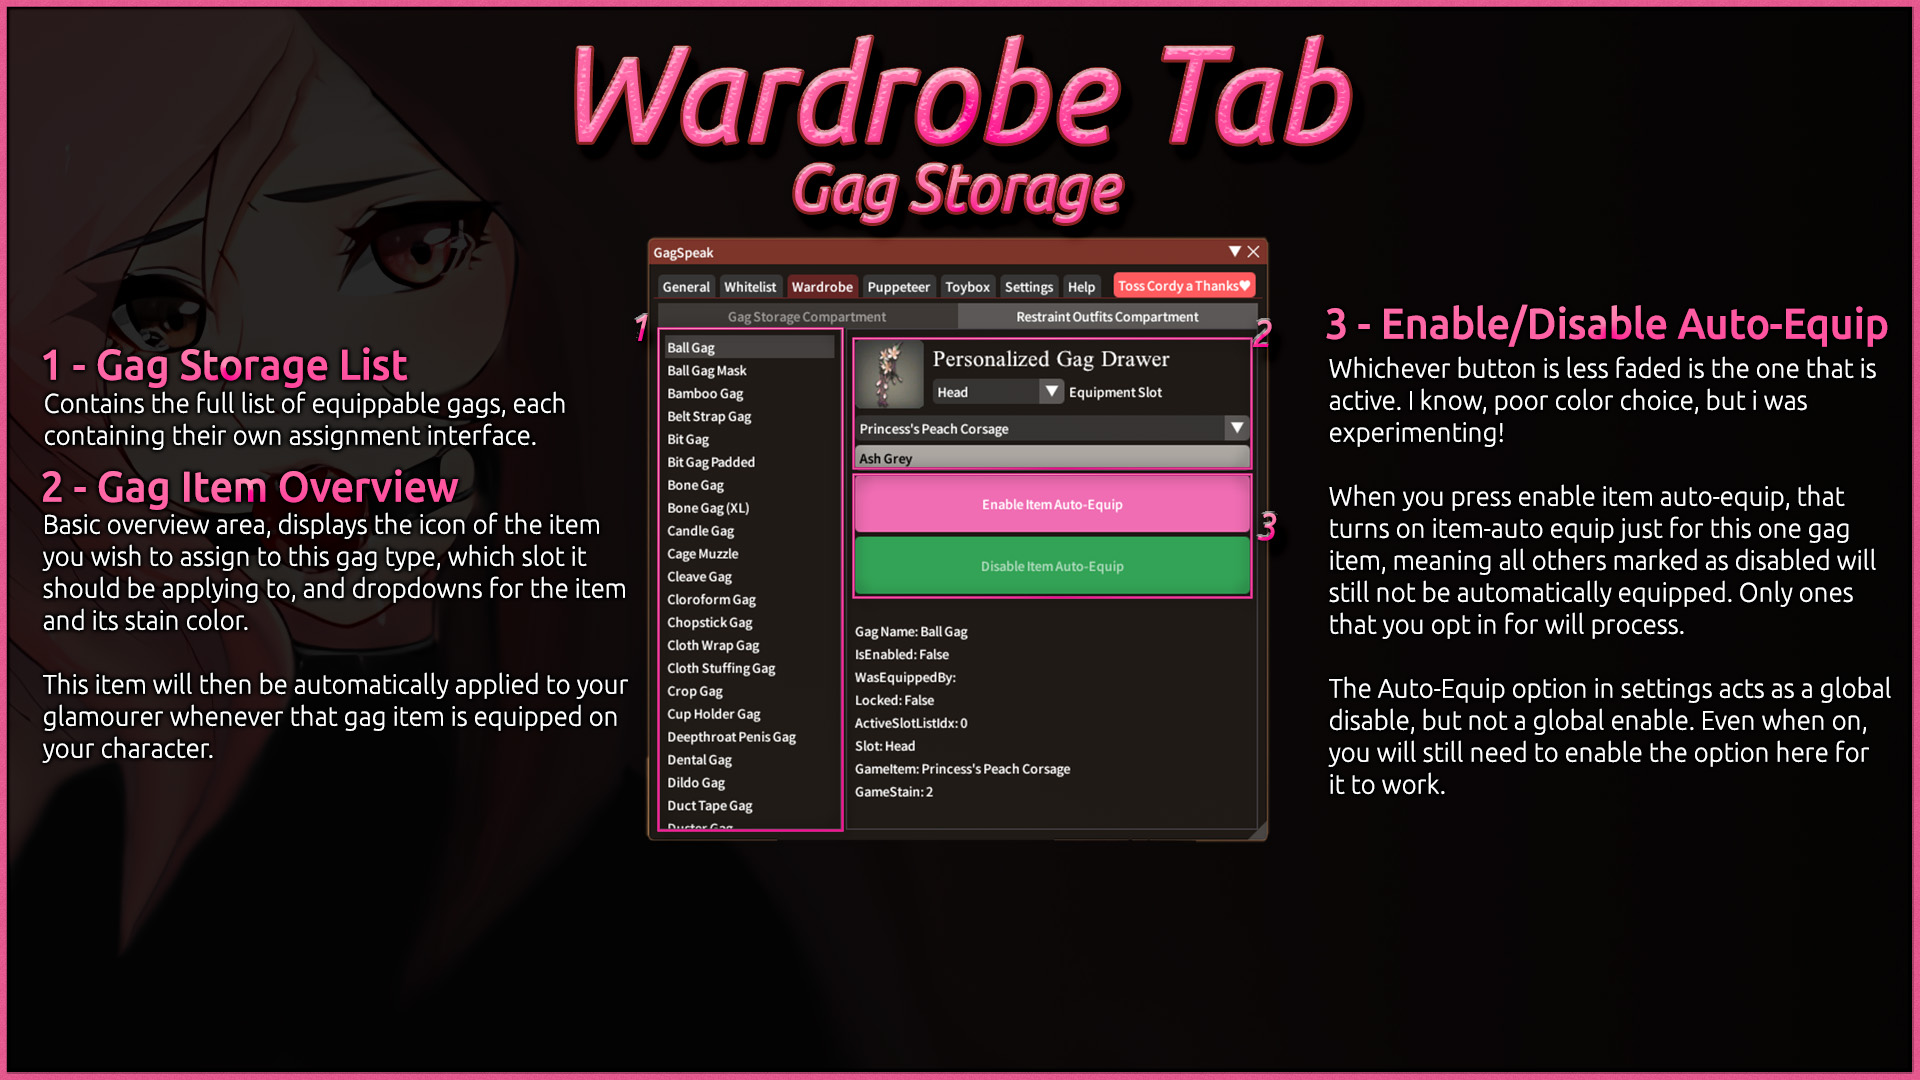 Wardrobe Tab
Gag Storage
1 - Gag Storage List
Contains the full list of equippable gags, each
containing their own assignment interface.
2 - Gag Item Overview
Basic overview area, displays the icon of the item
you wish to assign to this gag type, which slot it
should be applying to, and dropdowns for the item
and its stain color.
This item will then be automatically applied to your
glamourer whenever that gag item is equipped on
your character.
GagSpeak
General Whitelist Wardrobe Puppeteer Toybox Settings Help Toss Cordy a Thanks♥
Gag Storage Compartment Restraint Outfits Compartment
1
Ball Gag
Ball Gag Mask
Bamboo Gag
Belt Strap Gag
Bit Gag
Bit Gag Padded
Bone Gag
Bone Gag (XL)
Candle Gag
Cage Muzzle
Cleave Gag
Cloroform Gag
Chopstick Gag
Cloth Wrap Gag
Cloth Stuffing Gag
Crop Gag
Cup Holder Gag
Deepthroat Penis Gag
Dental Gag
Dildo Gag
Duct Tape Gag
Duster Gag
2
Personalized Gag Drawer
Head Equipment Slot
Princess's Peach Corsage
Ash Grey
3
Enable Item Auto-Equip
Disable Item Auto-Equip
Gag Name: Ball Gag
IsEnabled: False
WasEquippedBy:
Locked: False
ActiveSlotListIdx: 0
Slot: Head
GameItem: Princess's Peach Corsage
GameStain: 2
3 - Enable/Disable Auto-Equip
Whichever button is less faded is the one that is
active. I know, poor color choice, but i was
experimenting!
When you press enable item auto-equip, that
turns on item-auto equip just for this one gag
item, meaning all others marked as disabled will
still not be automatically equipped. Only ones
that you opt in for will process.
The Auto-Equip option in settings acts as a global
disable, but not a global enable. Even when on,
you will still need to enable the option here for
it to work.